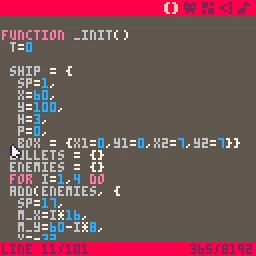 FUNCTION _INIT()
T=0
SHIP = {
SP=1,
X=60,
Y=100,
H=3,
P=0,
BOX = {X1=0,Y1=0,X2=7,Y2=7}}
BULLETS = {}
ENEMIES = {}
FOR I=1,4 DO
ADD(ENEMIES, {
SP=17,
M_X=I*16,
M_Y=60-I*8,
LINE 11/101 365/8192